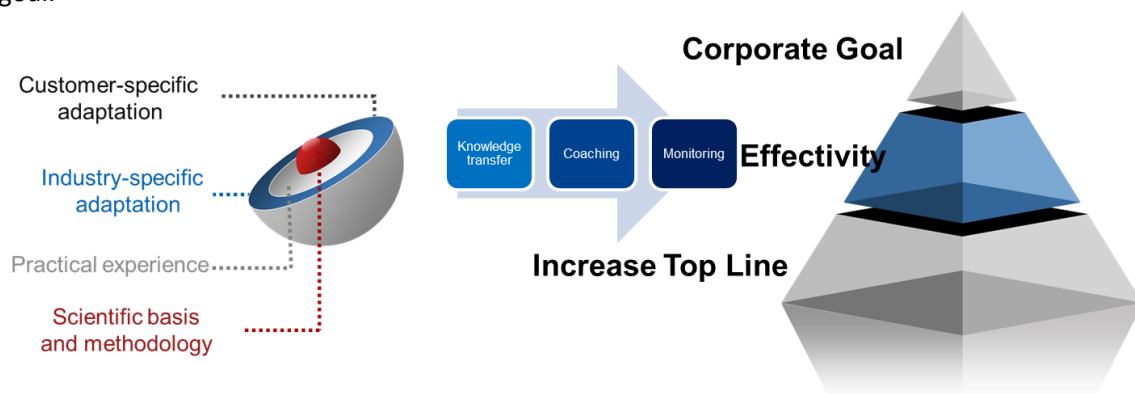 Corporate Goal
Customer-specific
adaptation
Knowledge
transfer
Coaching
Monitoring
Effectivity
Industry-specific
adaptation
Practical experience
Increase Top Line
Scientific basis
and methodology